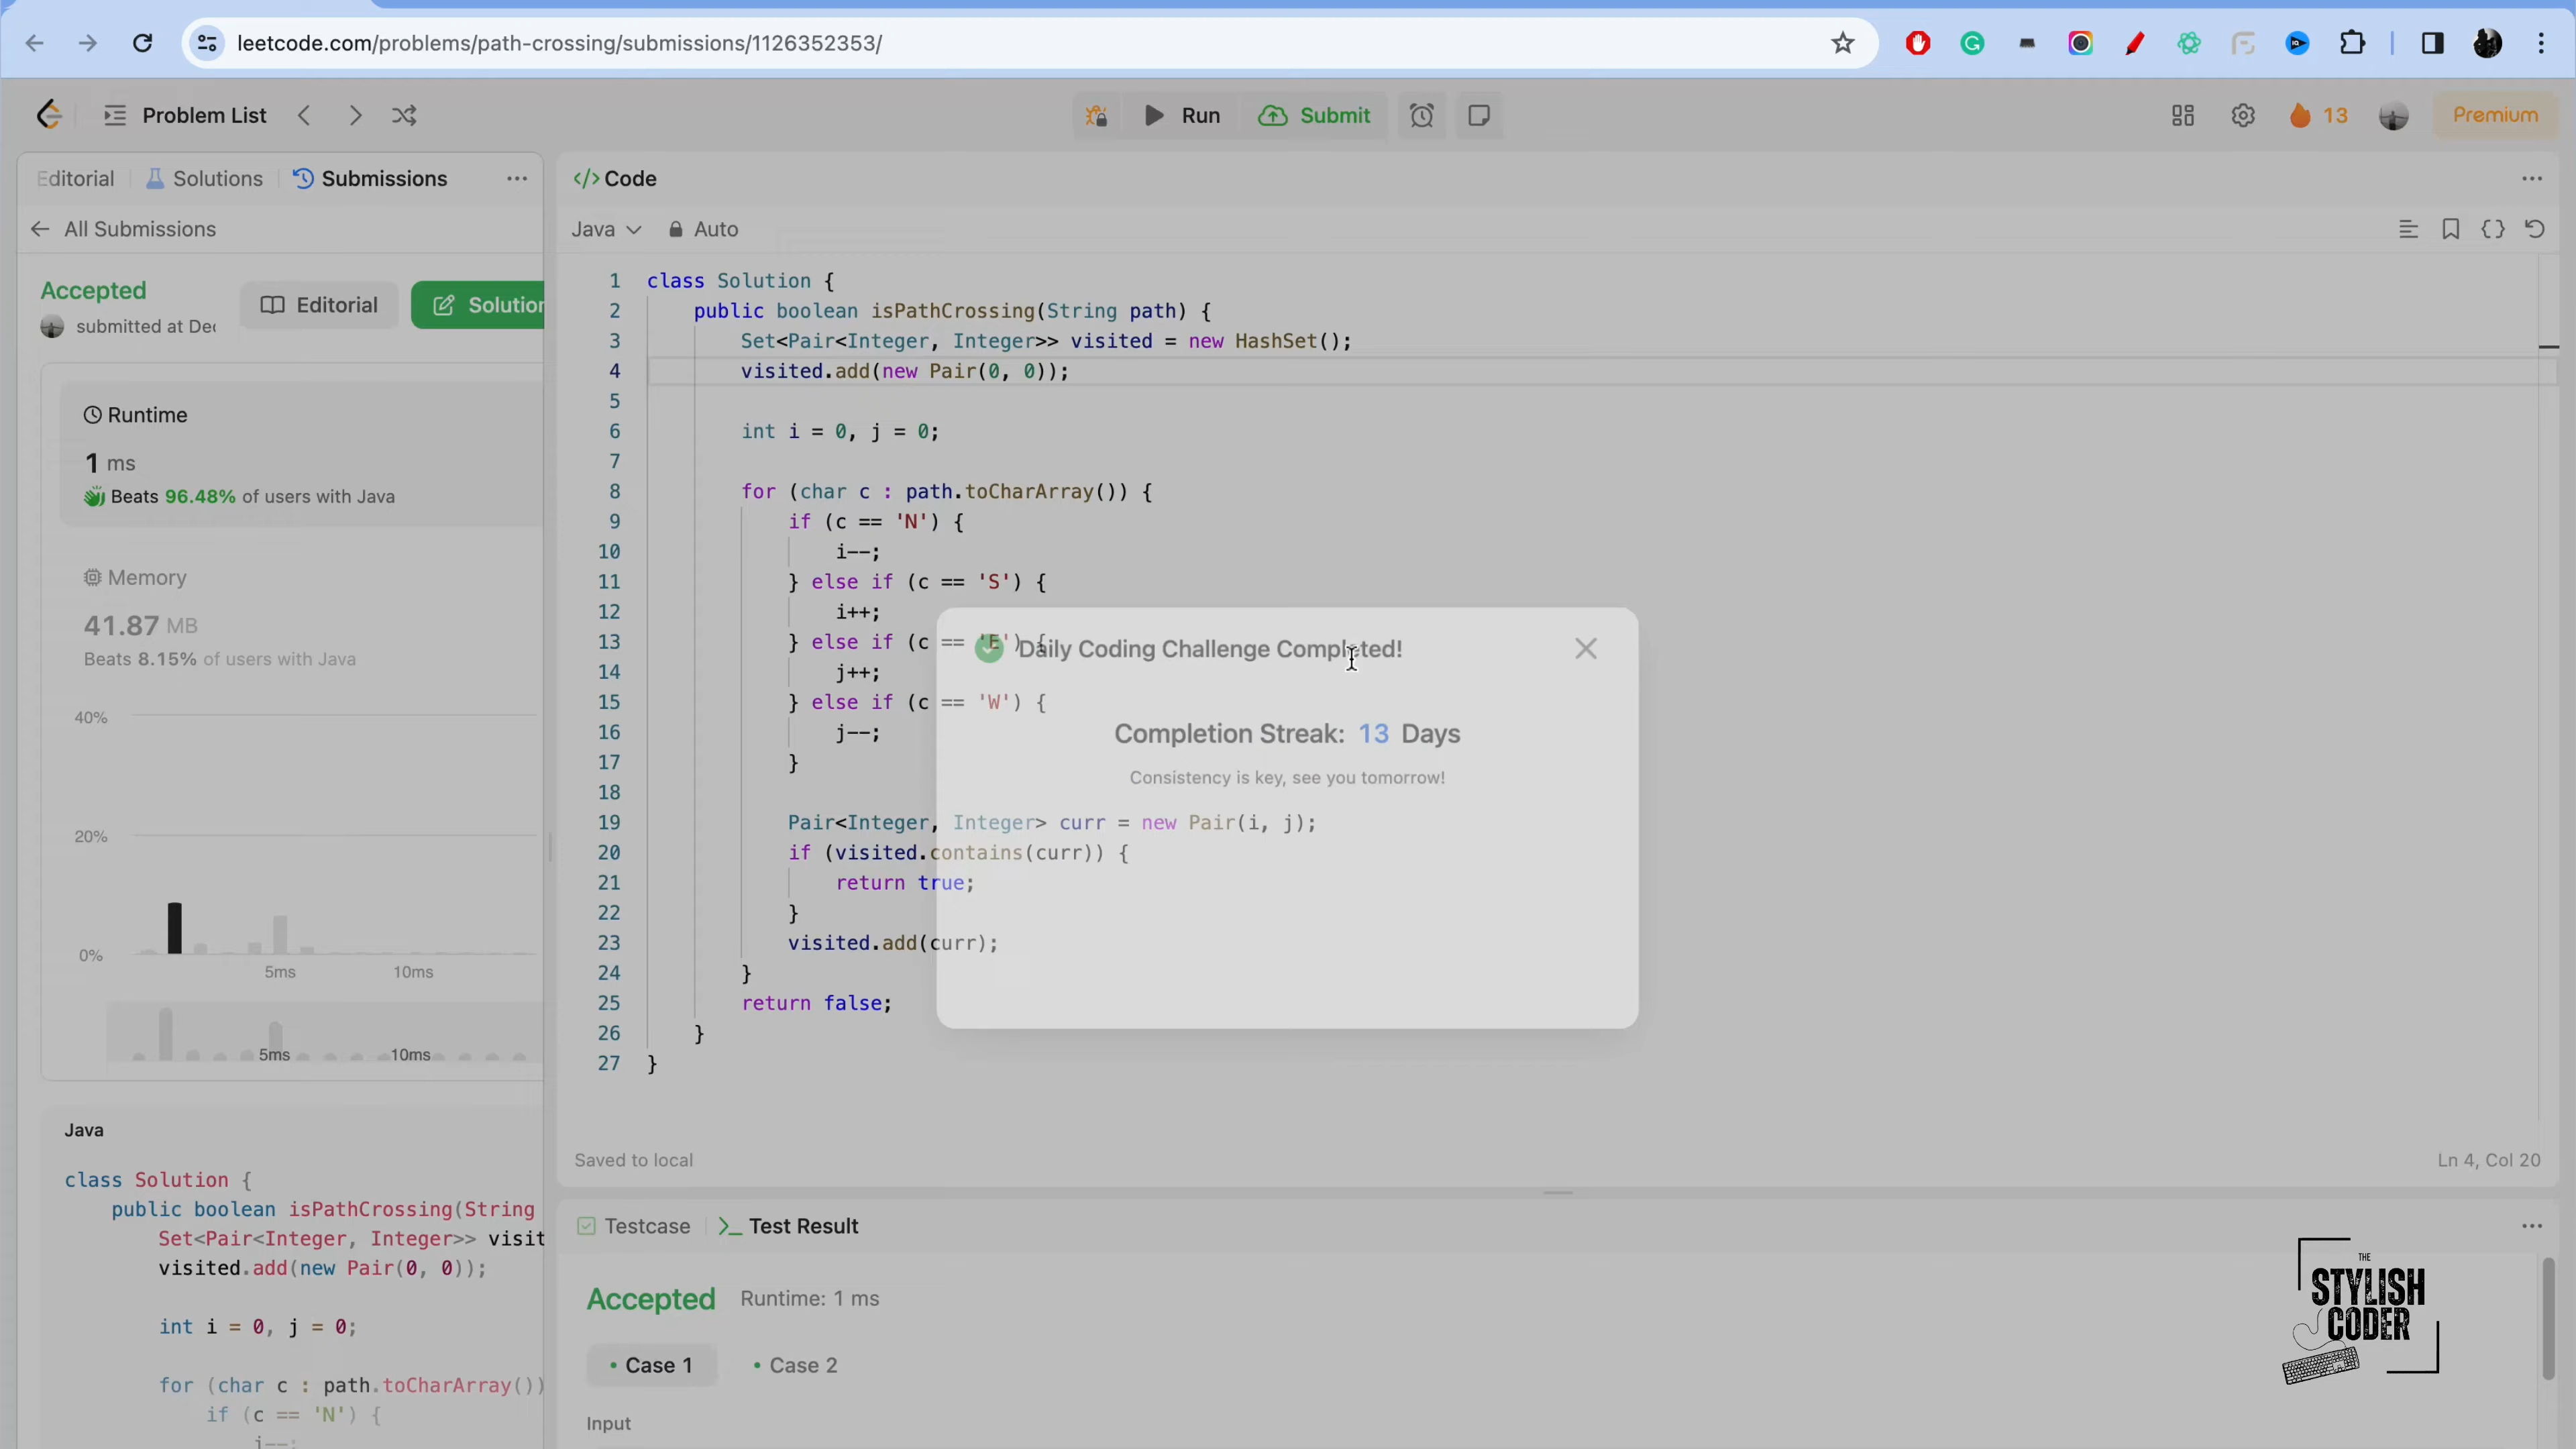 leetcode.com/problems/path-crossing/submissions/1126352353/
Problem List
Run
Submit
13
Premium
Editorial
Solutions
Submissions
All Submissions
Accepted
Editorial
Solution
submitted at Dec
Runtime
1 ms
Beats 96.48% of users with Java
Memory
41.87 MB
Beats 8.15% of users with Java
40%
20%
0%
5ms
10ms
5ms
10ms
Java
class Solution {
public boolean isPathCrossing(String
Set<Pair<Integer, Integer>> visit
visited.add(new Pair(0, 0));
int i = 0, j = 0;
for (char c : path.toCharArray())
if (c == 'N') {
i--;
</> Code
Java
Auto
1 class Solution {
2 public boolean isPathCrossing(String path) {
3 Set<Pair<Integer, Integer>> visited = new HashSet();
4 visited.add(new Pair(0, 0));
5
6 int i = 0, j = 0;
7
8 for (char c : path.toCharArray()) {
9 if (c == 'N') {
10 i--;
11 } else if (c == 'S') {
12 i++;
13 } else if (c == 'E') {
14 j++;
15 } else if (c == 'W') {
16 j--;
17 }
18
19 Pair<Integer, Integer> curr = new Pair(i, j);
20 if (visited.contains(curr)) {
21 return true;
22 }
23 visited.add(curr);
24 }
25 return false;
26 }
27 }
Daily Coding Challenge Completed!
Completion Streak: 13 Days
Consistency is key, see you tomorrow!
Saved to local
Ln 4, Col 20
Testcase
Test Result
Accepted
Runtime: 1 ms
Case 1
Case 2
Input
THE
STYLISH
CODER